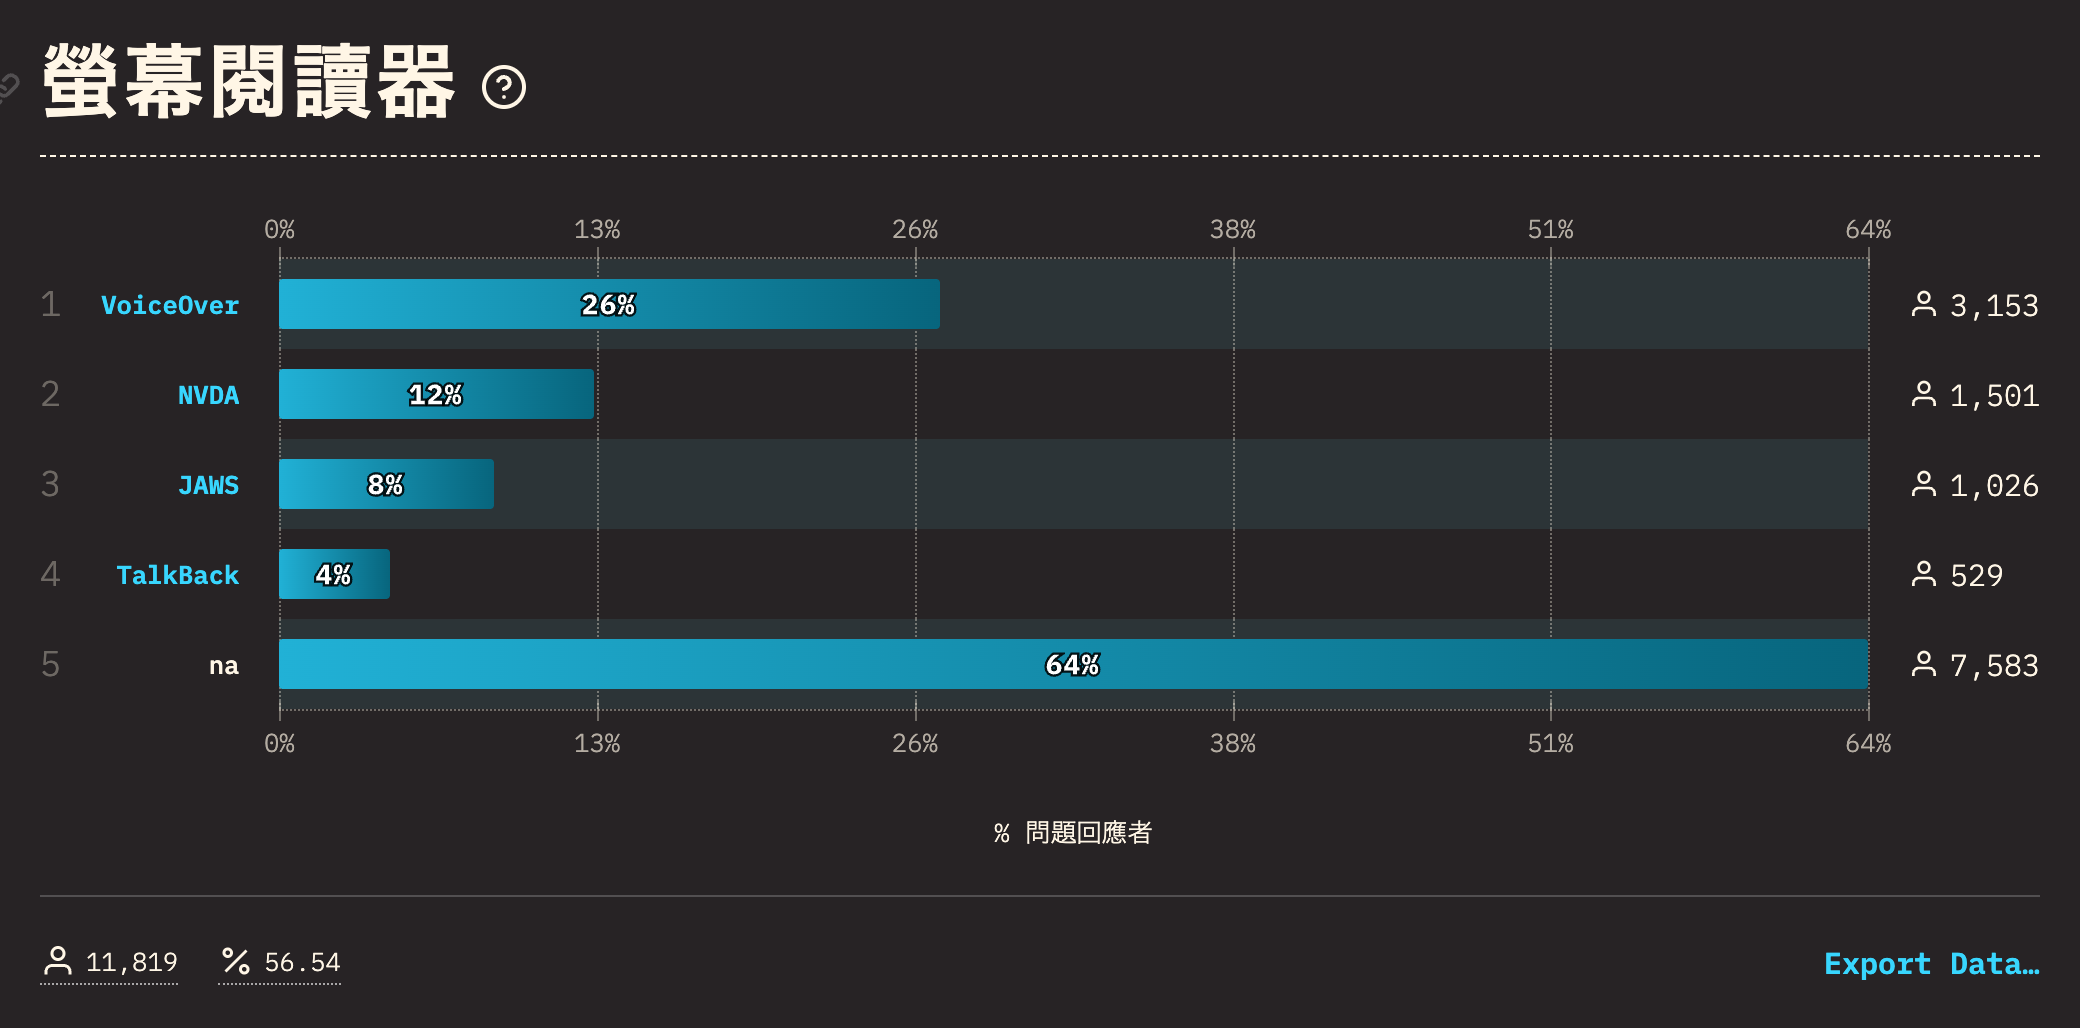 螢幕閱讀器
0% 13% 26% 38% 51% 64%
1 VoiceOver 26% 3,153
2 NVDA 12% 1,501
3 JAWS 8% 1,026
4 TalkBack 4% 529
5 na 64% 7,583
0% 13% 26% 38% 51% 64%
% 問題回應者
11,819 % 56.54 Export Data…